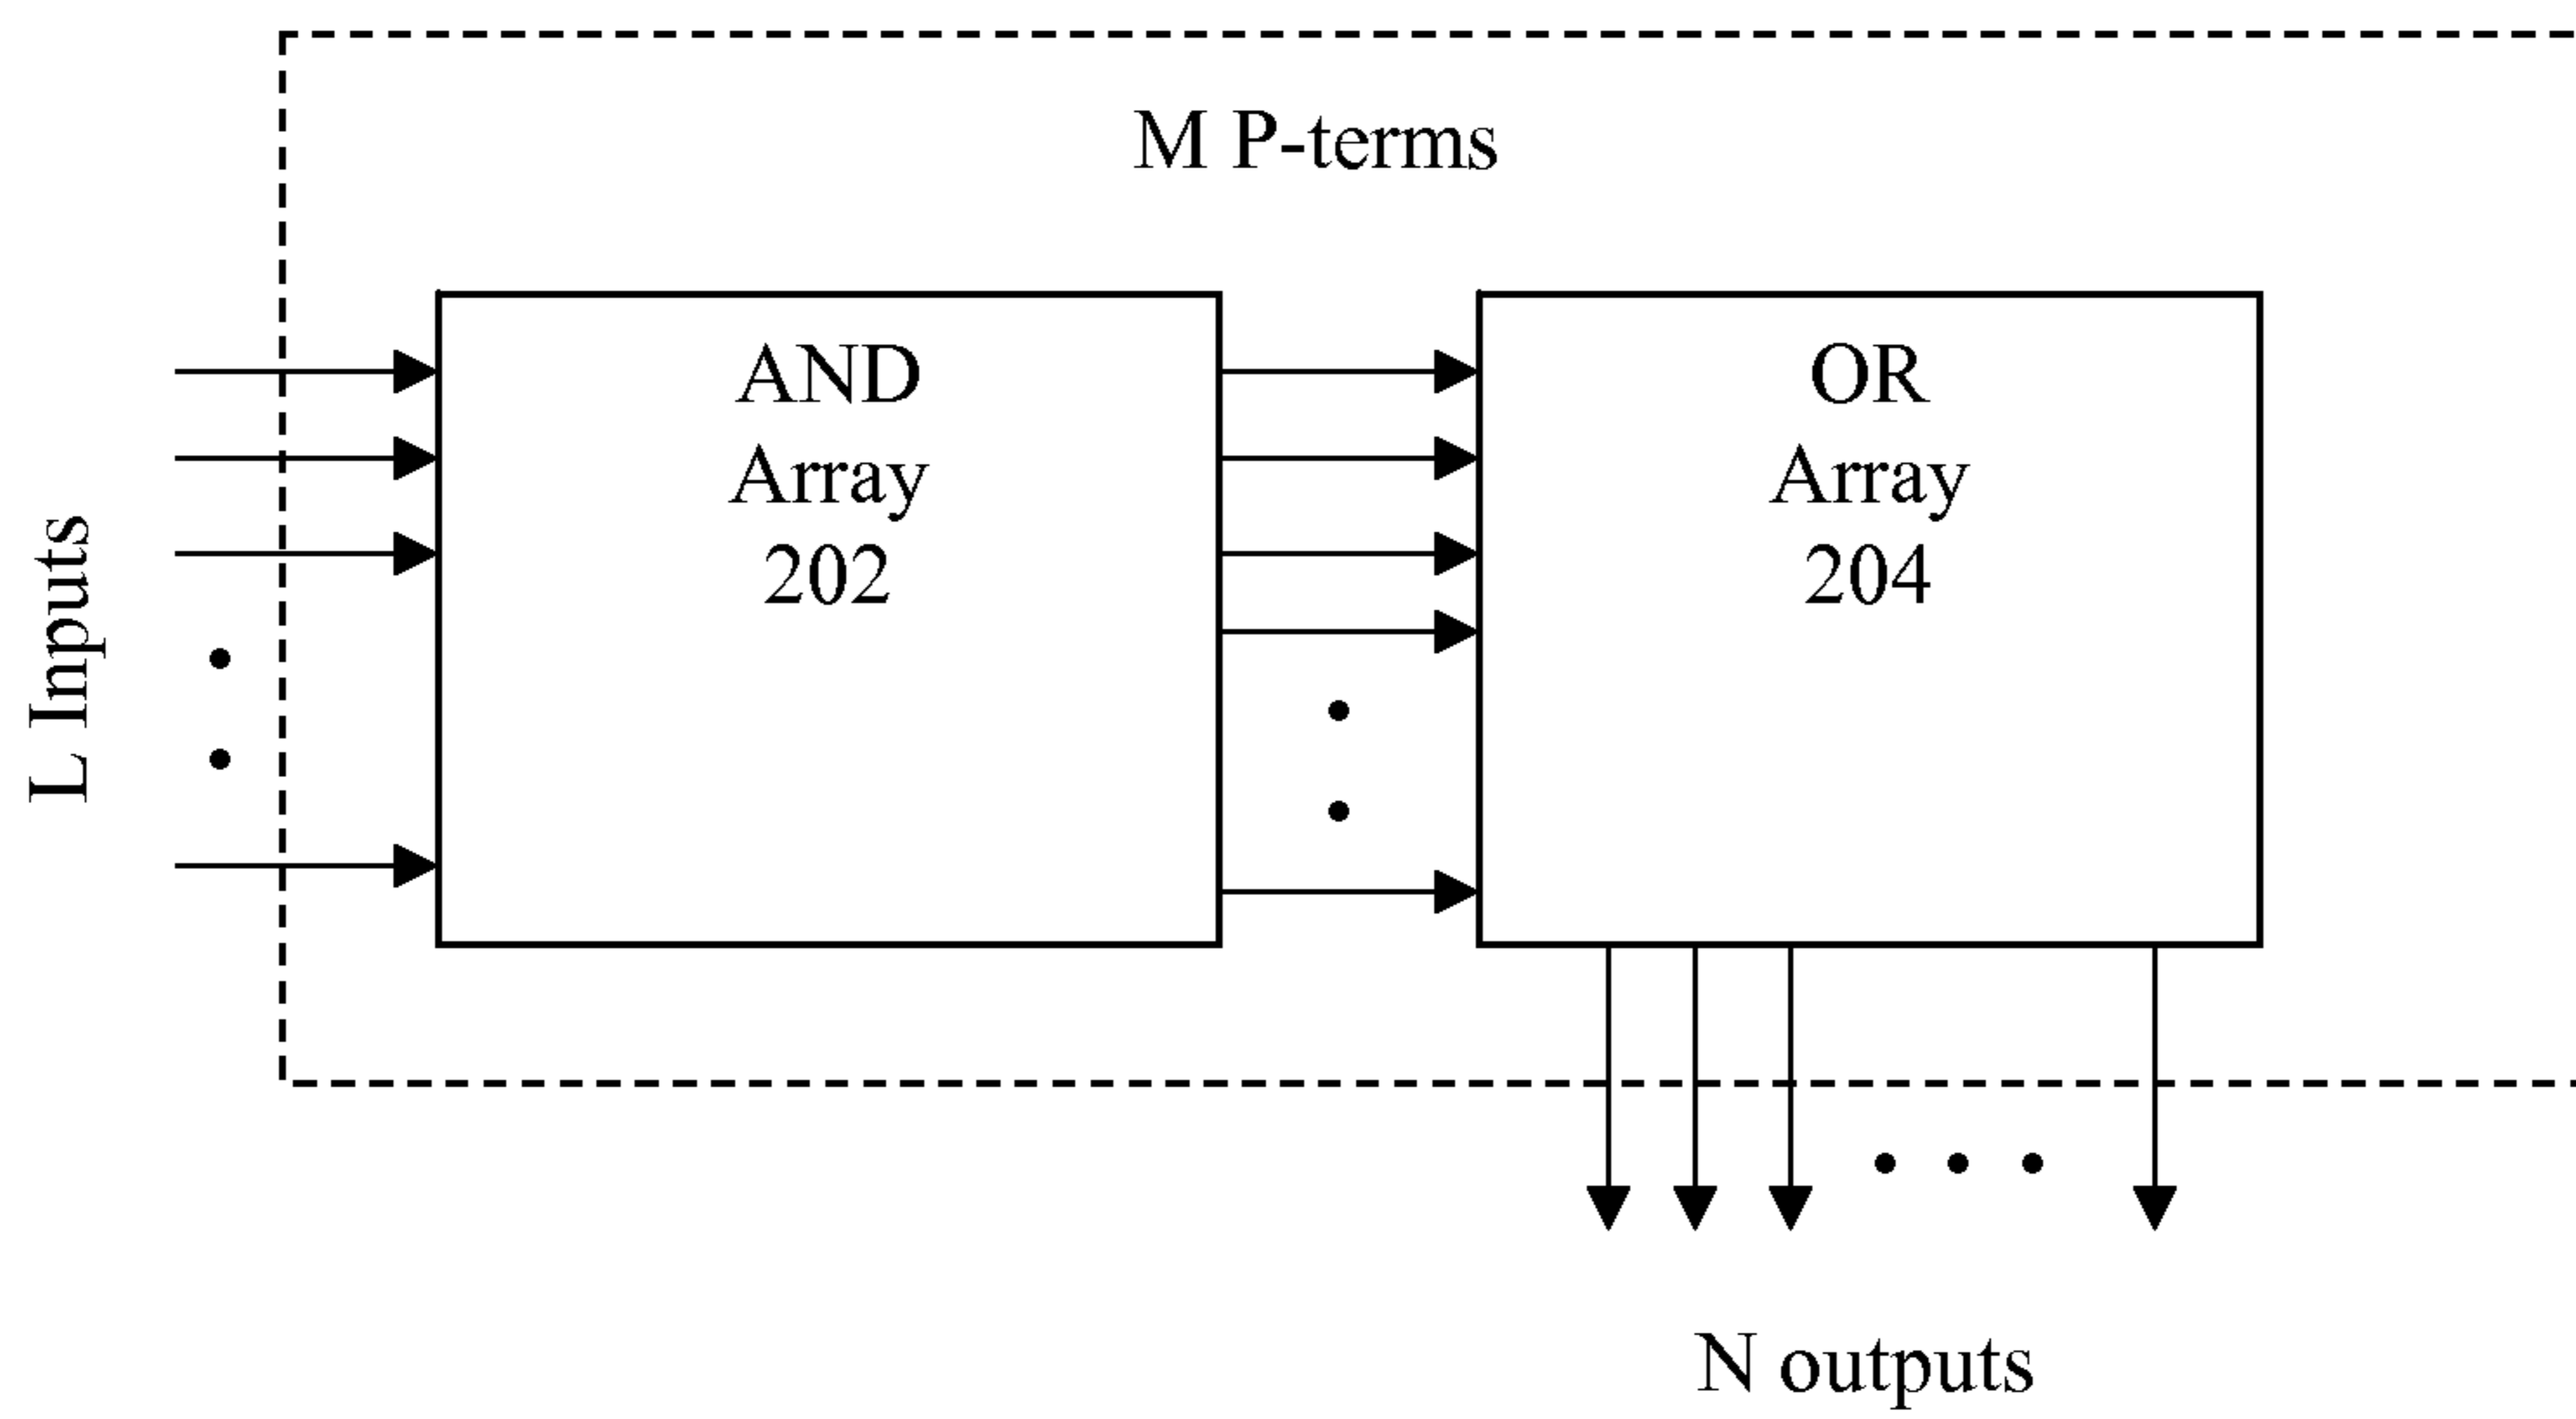 M P-terms
L Inputs
AND
Array
202
OR
Array
204
N outputs